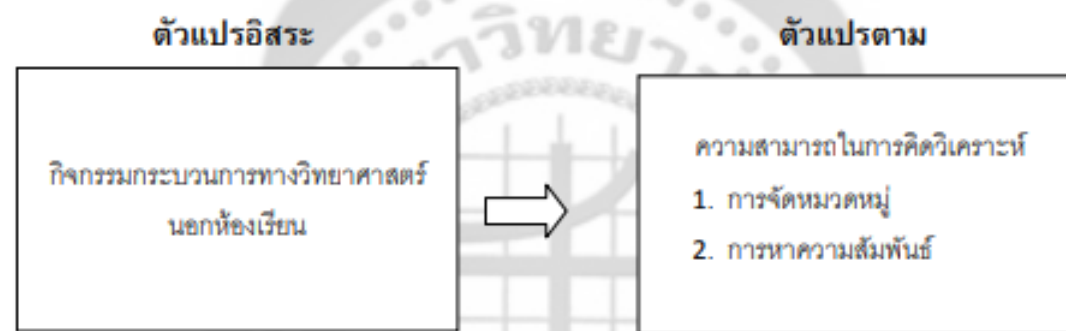 ตัวแปรอิสระ
ตัวแปรตาม
กิจกรรมกระบวนการทางวิทยาศาสตร์
นอกห้องเรียน
ความสามารถในการคิดวิเคราะห์
1. การจัดหมวดหมู่
2. การหาความสัมพันธ์